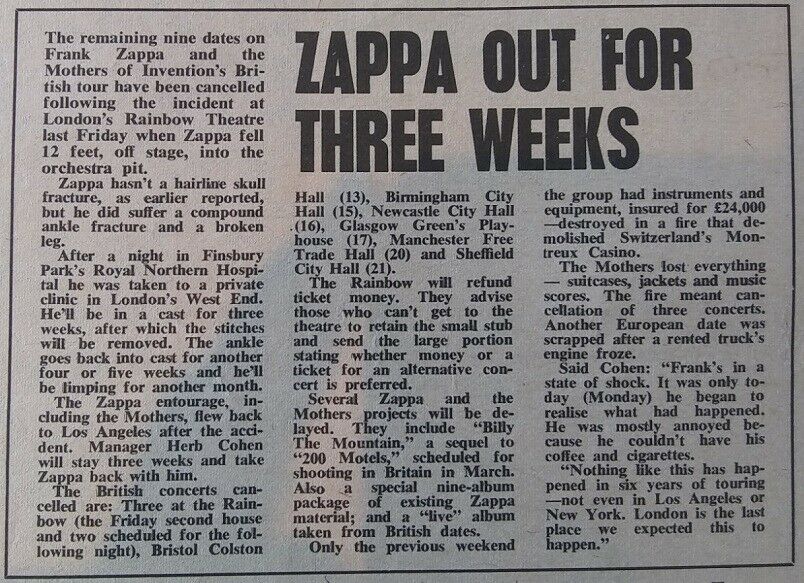 ZAPPA OUT FOR
THREE WEEKS
The remaining nine dates on
Frank Zappa and the
Mothers of Invention's Bri-
tish tour have been cancelled
following the incident at
London's Rainbow Theatre
last Friday when Zappa fell
12 feet, off stage, into the
orchestra pit.
Zappa hasn't a hairline skull
fracture, as earlier reported,
but he did suffer a compound
ankle fracture and a broken
leg.
After a night in Finsbury
Park's Royal Northern Hospi-
tal he was taken to a private
clinic in London's West End.
He'll be in a cast for three
weeks, after which the stitches
will be removed. The ankle
goes back into cast for another
four or five weeks and he'll
be limping for another month.
The Zappa entourage, in-
cluding the Mothers, flew back
to Los Angeles after the acci-
dent. Manager Herb Cohen
will stay three weeks and take
Zappa back with him.
The British concerts can-
celled are: Three at the Rain-
bow (the Friday second house
and two scheduled for the fol-
lowing night), Bristol Colston
Hall (13), Birmingham City
Hall (15), Newcastle City Hall
(16), Glasgow Green's Play-
house (17), Manchester Free
Trade Hall (20) and Sheffield
City Hall (21).
The Rainbow will refund
ticket money. They advise
those who can't get to the
theatre to retain the small stub
and send the large portion
stating whether money or a
ticket for an alternative con-
cert is preferred.
Several Zappa and the
Mothers projects will be de-
layed. They include "Billy
The Mountain," a sequel to
"200 Motels," scheduled for
shooting in Britain in March.
Also a special nine-album
package of existing Zappa
material; and a "live" album
taken from British dates.
Only the previous weekend
the group had instruments and
equipment, insured for £24,000
—destroyed in a fire that de-
molished Switzerland's Mon-
treux Casino.
The Mothers lost everything
— suitcases, jackets and music
scores. The fire meant can-
cellation of three concerts.
Another European date was
scrapped after a rented truck's
engine froze.
Said Cohen: "Frank's in a
state of shock. It was only to-
day (Monday) he began to
realise what had happened.
He was mostly annoyed be-
cause he couldn't have his
coffee and cigarettes.
"Nothing like this has hap-
pened in six years of touring
—not even in Los Angeles or
New York. London is the last
place we expected this to
happen."